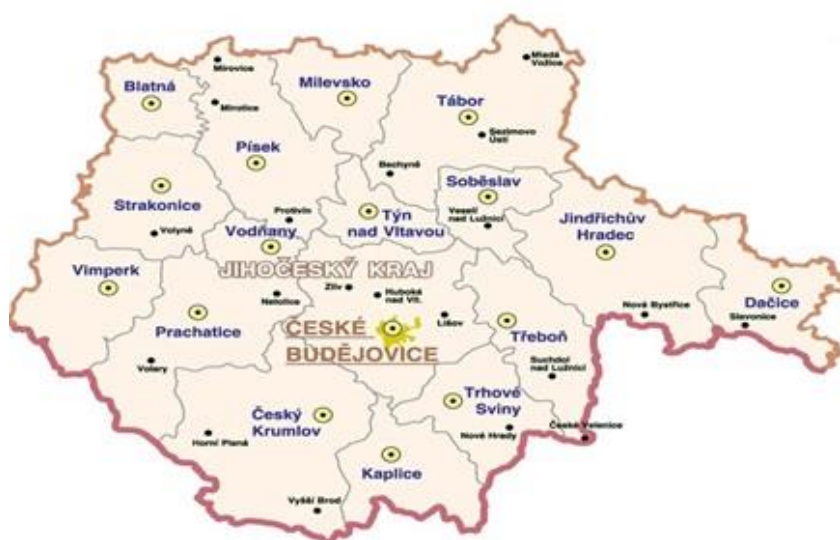 Mladá
Vožice
Mirovice
Blatná
Milevsko
Mirotice
Tábor
Sezimovo
Ústí
Písek
Bechyně
Soběslav
Strakonice
Protivín
Týn
nad Vltavou
Veselí
nad Lužnicí
Jindřichův
Hradec
Volyně
Vodňany
JIHOČESKÝ KRAJ
Vimperk
Zliv
Hluboká
nad Vlt.
Netolice
Dačice
Nová Bystřice
Slavonice
Prachatice
Lišov
ČESKÉ
BUDĚJOVICE
Třeboň
Volary
Suchdol
nad Lužnicí
Trhové
Sviny
Český
Krumlov
Horní Planá
Nové Hrady
České Velenice
Kaplice
Vyšší Brod